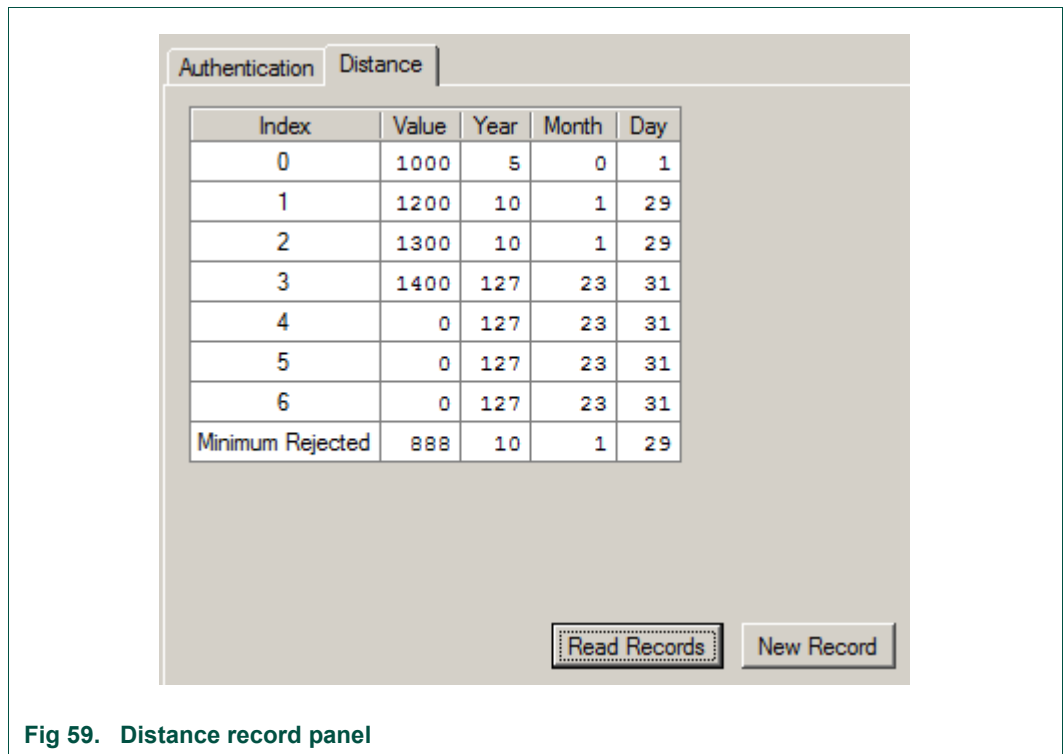 Authentication Distance
Index Value Year Month Day
0 1000 5 0 1
1 1200 10 1 29
2 1300 10 1 29
3 1400 127 23 31
4 0 127 23 31
5 0 127 23 31
6 0 127 23 31
Minimum Rejected 888 10 1 29
Read Records New Record
Fig 59. Distance record panel